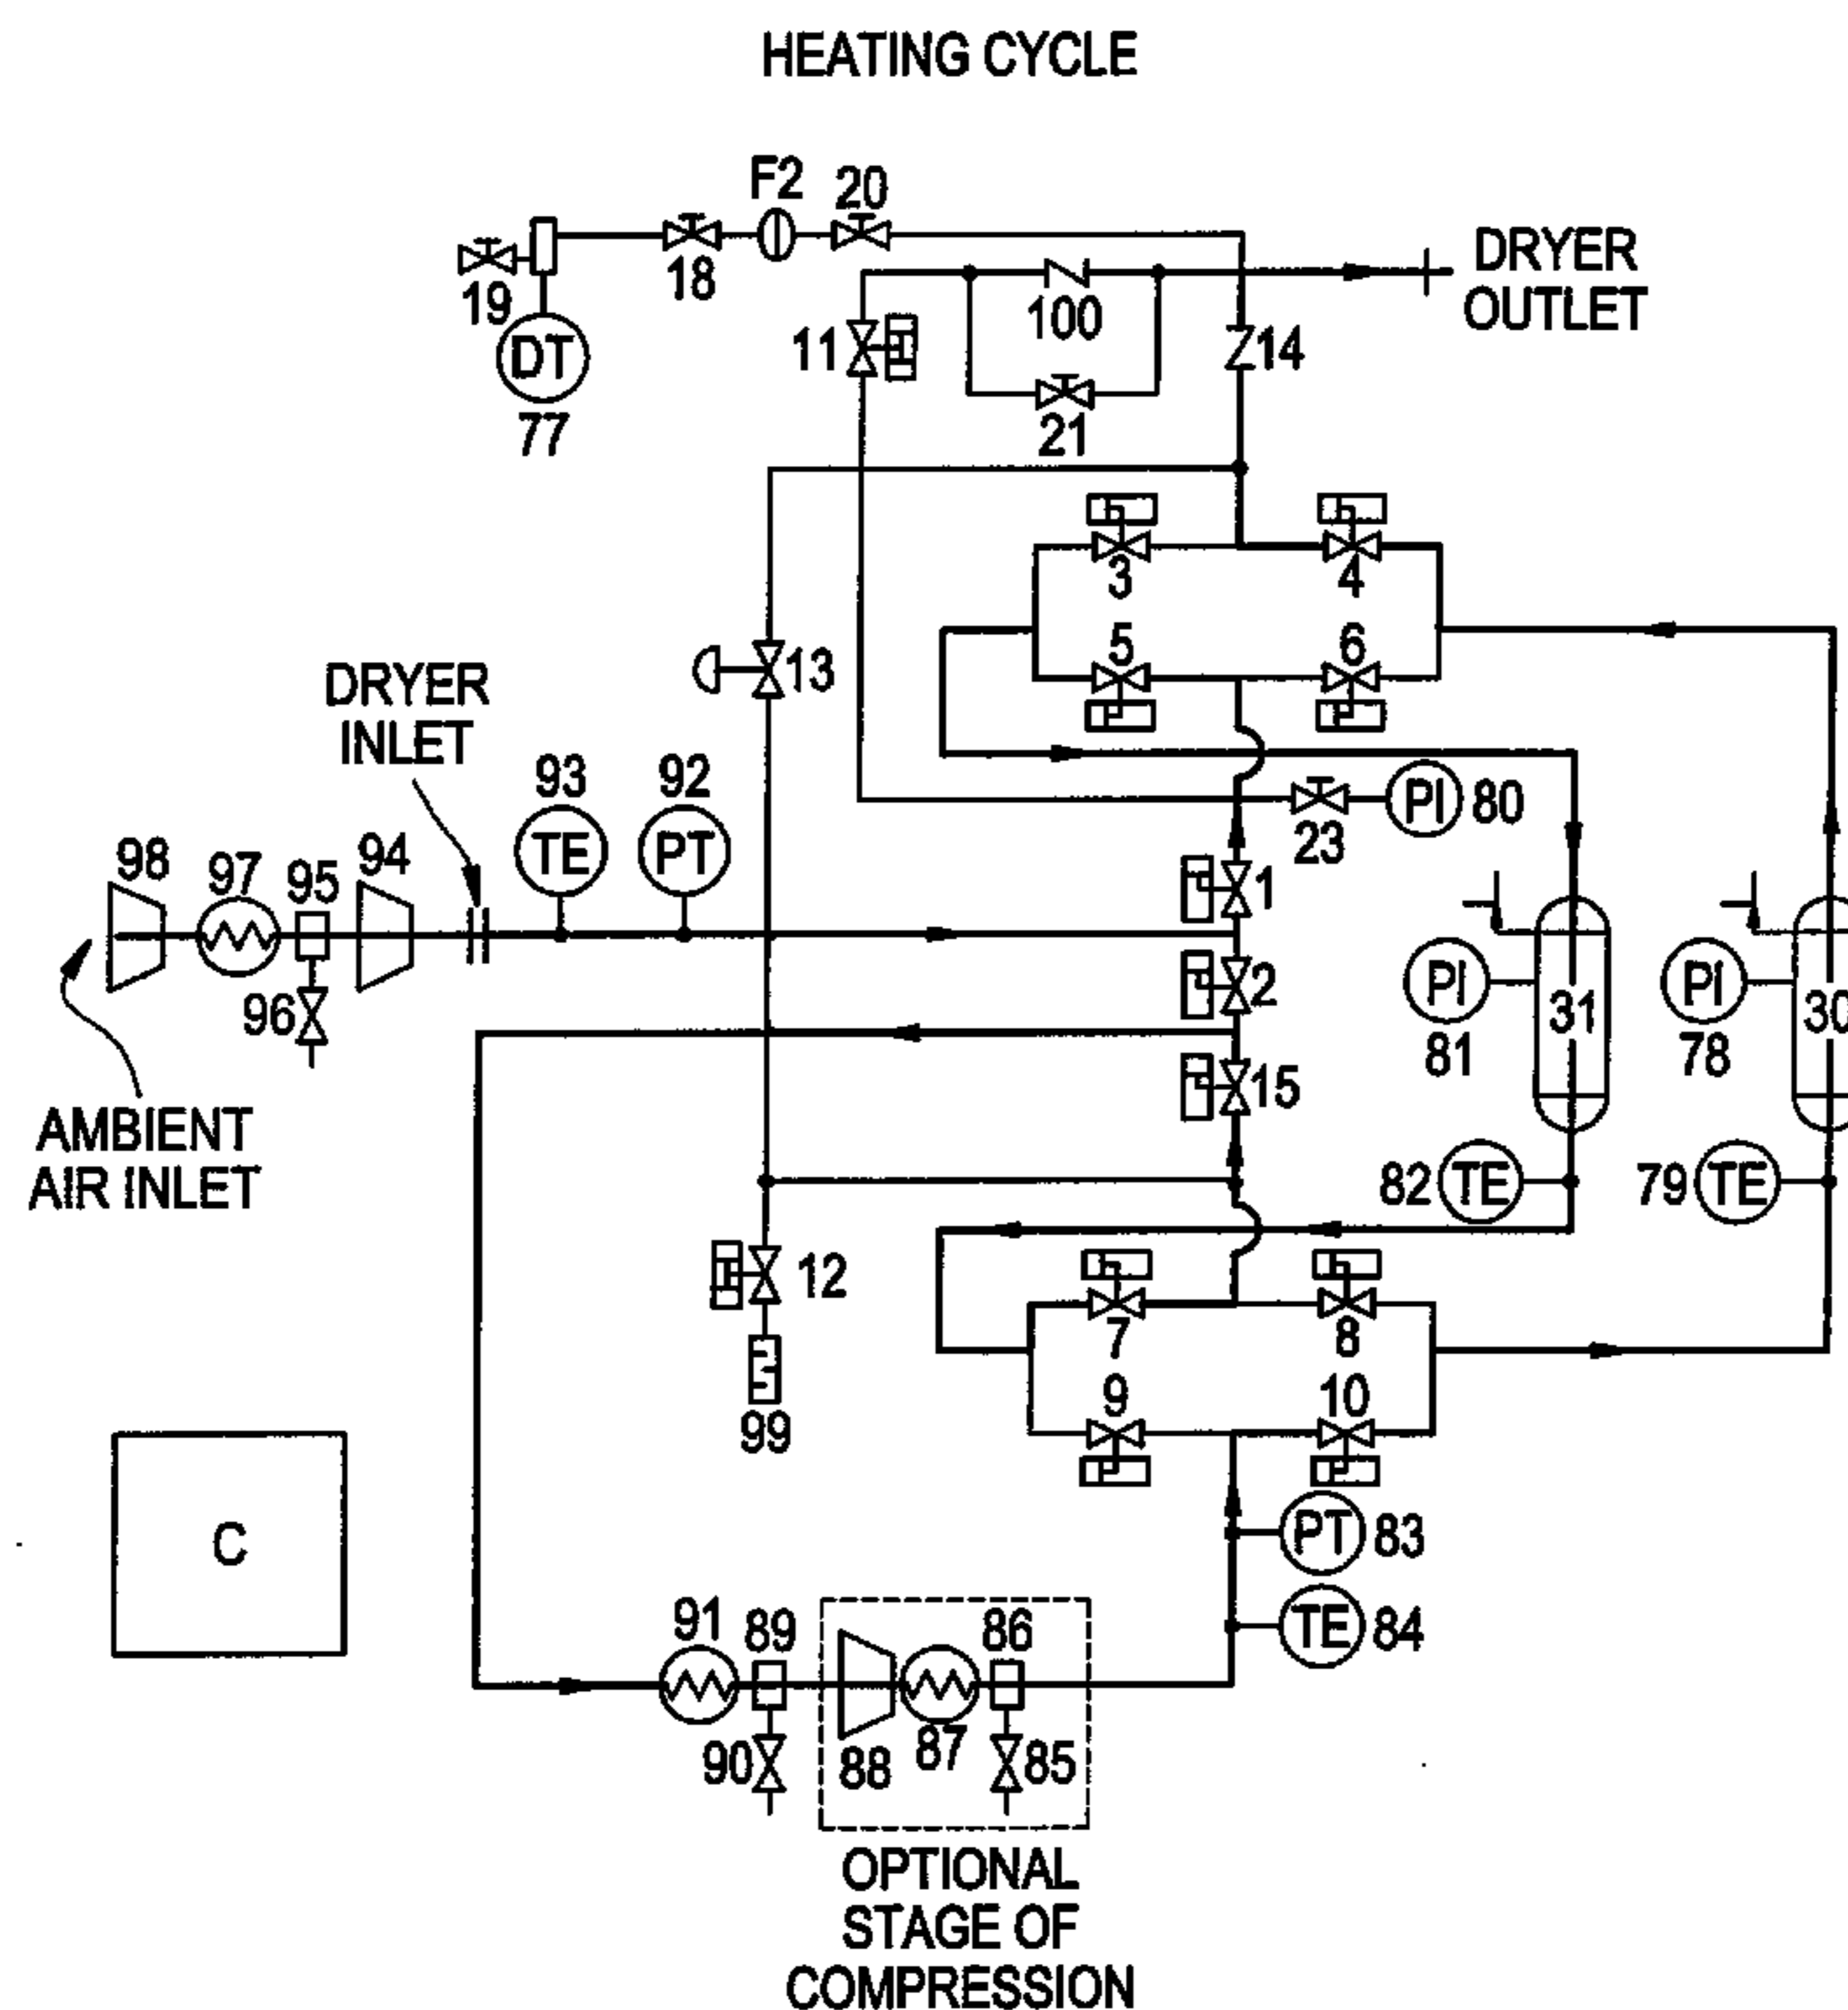 HEATING CYCLE
F2
20
19
18
DT
77
11
100
21
14
DRYER
OUTLET
3
4
5
6
13
DRYER
INLET
93
TE
92
PT
23
PI
80
98
97
95
94
96
1
2
15
PI
81
31
PI
78
30
AMBIENT
AIR INLET
82
TE
79
TE
12
99
7
8
9
10
C
PT
83
TE
84
91
89
86
90
88
87
85
OPTIONAL
STAGE OF
COMPRESSION